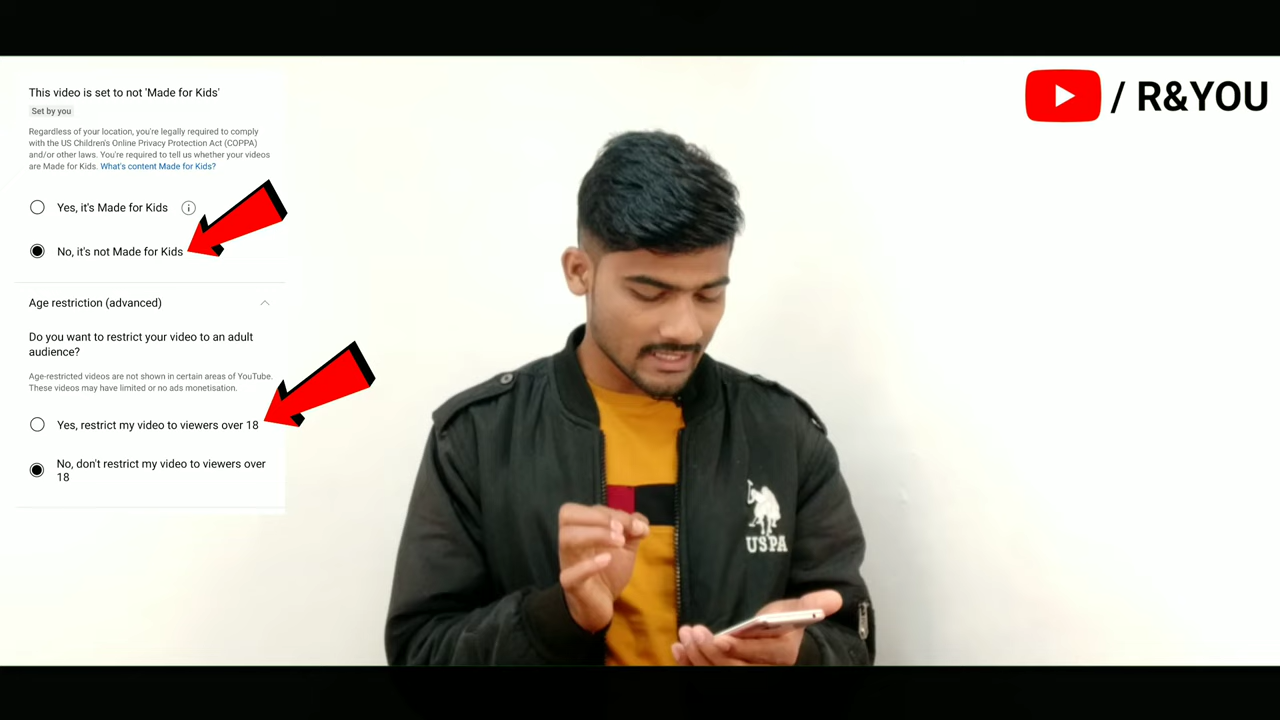 This video is set to not 'Made for Kids'
Set by you
Regardless of your location, you're legally required to comply
with the US Children's Online Privacy Protection Act (COPPA)
and/or other laws. You're required to tell us whether your videos
are Made for Kids. What's content Made for Kids?
Yes, it's Made for Kids
No, it's not Made for Kids
Age restriction (advanced)
Do you want to restrict your video to an adult
audience?
Age-restricted videos are not shown in certain areas of YouTube.
These videos may have limited or no ads monetisation.
Yes, restrict my video to viewers over 18
No, don't restrict my video to viewers over
18
/ R&YOU
USPA